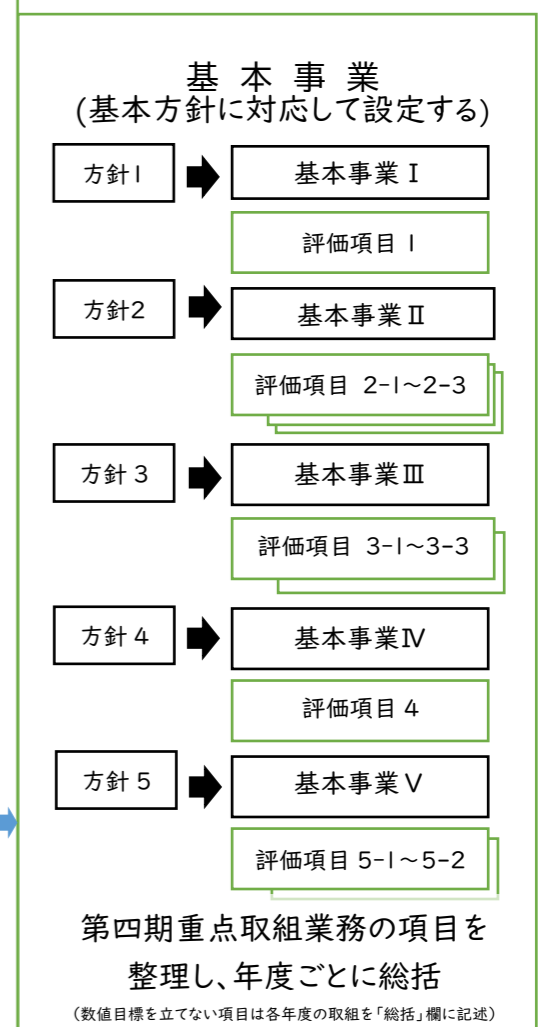 基 本 事 業
(基本方針に対応して設定する)
方針1
基本事業Ⅰ
評価項目 1
方針2
基本事業Ⅱ
評価項目 2-1～2-3
方針3
基本事業Ⅲ
評価項目 3-1～3-3
方針4
基本事業Ⅳ
評価項目 4
方針5
基本事業Ⅴ
評価項目 5-1～5-2
第四期重点取組業務の項目を
整理し、年度ごとに総括
(数値目標を立てない項目は各年度の取組を「総括」欄に記述)